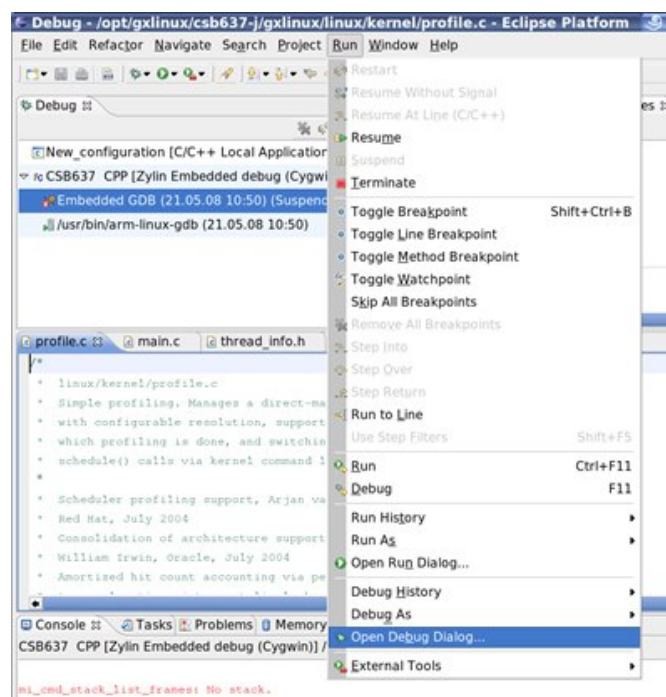 Debug - /opt/gxlinux/csb637-j/gxlinux/linux/kernel/profile.c - Eclipse Platform
File Edit Refactor Navigate Search Project Run Window Help
Debug
New_configuration [C/C++ Local Application
CSB637 CPP [Zylin Embedded debug (Cygwi
Embedded GDB (21.05.08 10:50) (Suspend
/usr/bin/arm-linux-gdb (21.05.08 10:50)
Restart
Resume Without Signal
Resume At Line (C/C++)
Resume
Suspend
Terminate
Toggle Breakpoint Shift+Ctrl+B
Toggle Line Breakpoint
Toggle Method Breakpoint
Toggle Watchpoint
Skip All Breakpoints
Remove All Breakpoints
Step Into
Step Over
Step Return
Run to Line
Use Step Filters Shift+F5
Run Ctrl+F11
Debug F11
Run History
Run As
Open Run Dialog...
Debug History
Debug As
Open Debug Dialog...
External Tools
profile.c main.c thread_info.h
/*
* linux/kernel/profile.c
* Simple profiling. Manages a direct-ma
* with configurable resolution, support
* which profiling is done, and switchin
* schedule() calls via kernel command l
*
* Scheduler profiling support, Arjan va
* Red Hat, July 2004
* Consolidation of architecture support
* William Irwin, Oracle, July 2004
* Amortized hit count accounting via pe
Console Tasks Problems Memory
CSB637 CPP [Zylin Embedded debug (Cygwin)] /
mi_cmd_stack_list_frames: No stack.